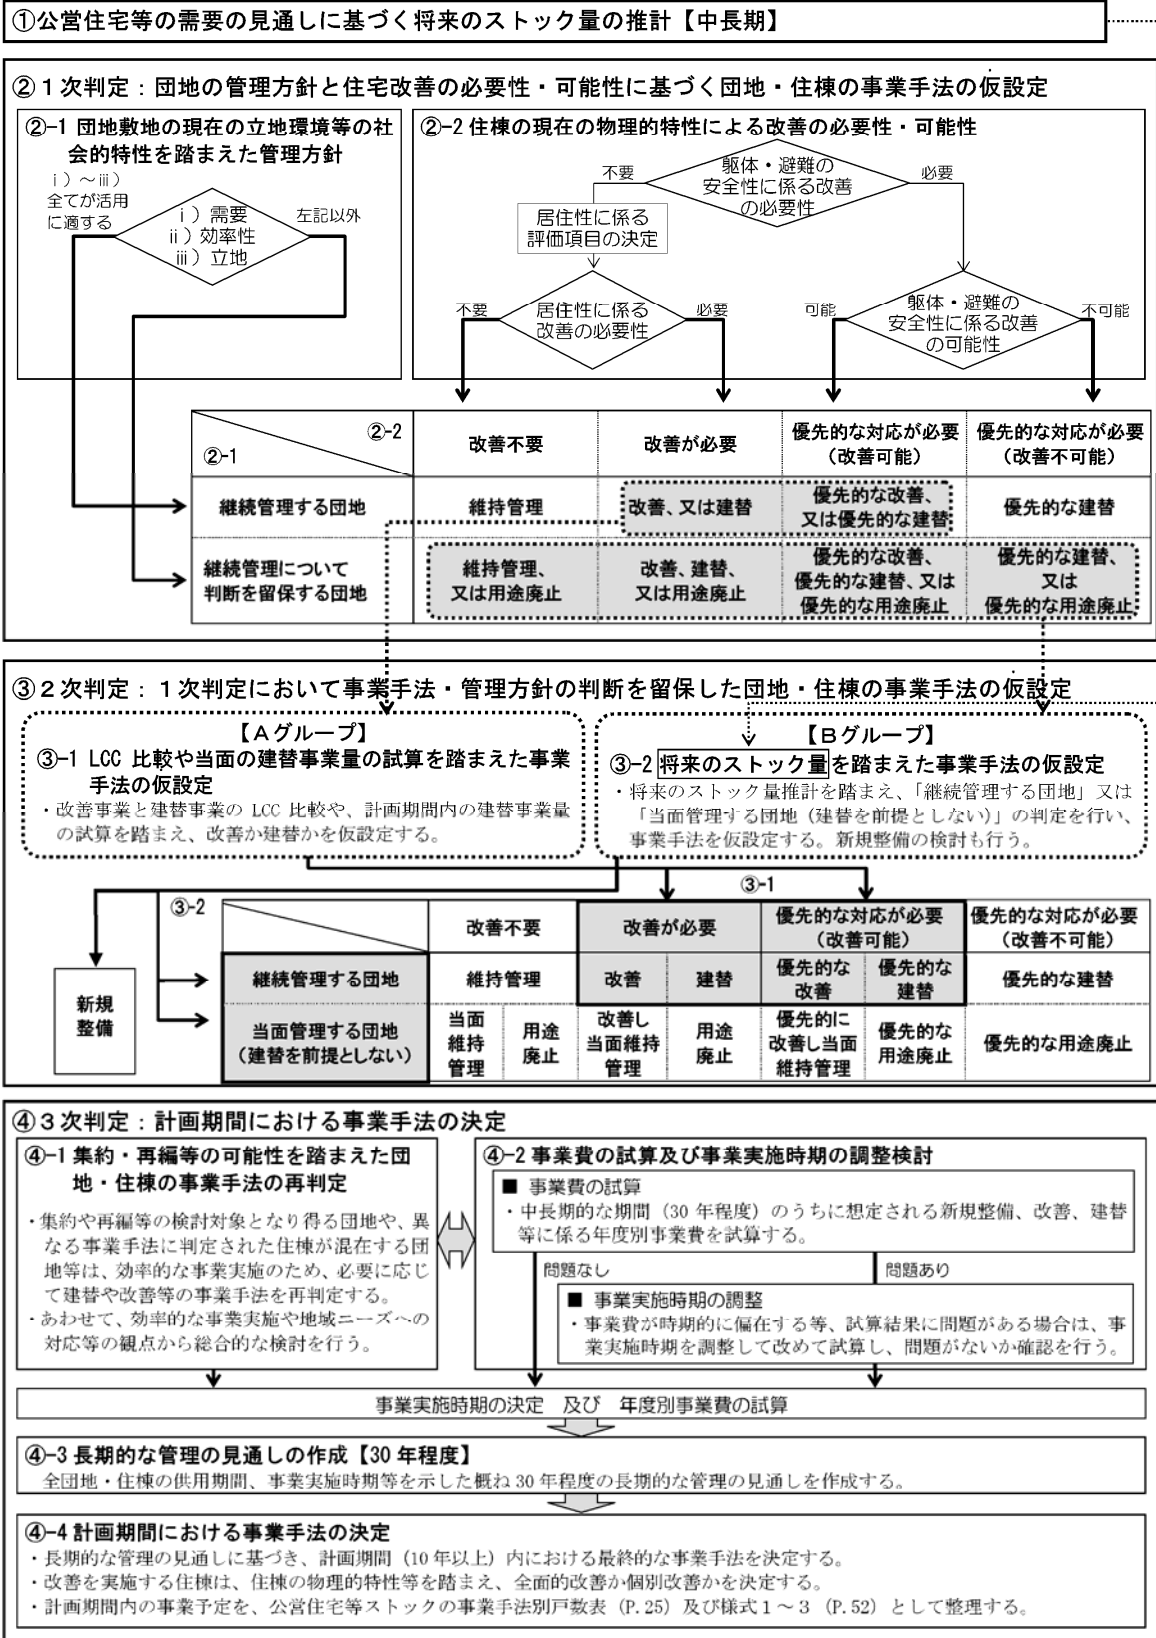 ①公営住宅等の需要の見通しに基づく将来のストック量の推計【中長期】
②１次判定：団地の管理方針と住宅改善の必要性・可能性に基づく団地・住棟の事業手法の仮設定
②-1 団地敷地の現在の立地環境等の社
会的特性を踏まえた管理方針
ⅰ）～ⅲ）
全てが活用
に適する
ⅰ）需要
ⅱ）効率性
ⅲ）立地
左記以外
②-2 住棟の現在の物理的特性による改善の必要性・可能性
不要
躯体・避難の
安全性に係る改善
の必要性
必要
居住性に係る
評価項目の決定
不要
居住性に係る
改善の必要性
必要
可能
躯体・避難の
安全性に係る改善
の可能性
不可能
②-2
②-1
改善不要
改善が必要
優先的な対応が必要
（改善可能）
優先的な対応が必要
（改善不可能）
継続管理する団地
維持管理
改善、又は建替
優先的な改善、
又は優先的な建替
優先的な建替
継続管理について
判断を留保する団地
維持管理、
又は用途廃止
改善、建替、
又は用途廃止
優先的な改善、
優先的な建替、又は
優先的な用途廃止
優先的な建替、
又は
優先的な用途廃止
③２次判定：１次判定において事業手法・管理方針の判断を留保した団地・住棟の事業手法の仮設定
【Ａグループ】
③-1 LCC 比較や当面の建替事業量の試算を踏まえた事業
手法の仮設定
・改善事業と建替事業の LCC 比較や、計画期間内の建替事業量
の試算を踏まえ、改善か建替かを仮設定する。
【Ｂグループ】
③-2 将来のストック量を踏まえた事業手法の仮設定
・将来のストック量推計を踏まえ、「継続管理する団地」又は
「当面管理する団地（建替を前提としない）」の判定を行い、
事業手法を仮設定する。新規整備の検討も行う。
③-1
③-2
改善不要
改善が必要
優先的な対応が必要
（改善可能）
優先的な対応が必要
（改善不可能）
新規
整備
継続管理する団地
維持管理
改善
建替
優先的な
改善
優先的な
建替
優先的な建替
当面管理する団地
（建替を前提としない）
当面
維持
管理
用途
廃止
改善し
当面維持
管理
用途
廃止
優先的に
改善し当面
維持管理
優先的な
用途廃止
優先的な用途廃止
④３次判定：計画期間における事業手法の決定
④-1 集約・再編等の可能性を踏まえた団
地・住棟の事業手法の再判定
・集約や再編等の検討対象となり得る団地や、異
なる事業手法に判定された住棟が混在する団
地等は、効率的な事業実施のため、必要に応じ
て建替や改善等の事業手法を再判定する。
・あわせて、効率的な事業実施や地域ニーズへの
対応等の観点から総合的な検討を行う。
④-2 事業費の試算及び事業実施時期の調整検討
■ 事業費の試算
・中長期的な期間（30 年程度）のうちに想定される新規整備、改善、建替
等に係る年度別事業費を試算する。
問題なし
問題あり
■ 事業実施時期の調整
・事業費が時期的に偏在する等、試算結果に問題がある場合は、事
業実施時期を調整して改めて試算し、問題がないか確認を行う。
事業実施時期の決定　及び　年度別事業費の試算
④-3 長期的な管理の見通しの作成【30 年程度】
全団地・住棟の供用期間、事業実施時期等を示した概ね 30 年程度の長期的な管理の見通しを作成する。
④-4 計画期間における事業手法の決定
・長期的な管理の見通しに基づき、計画期間（10 年以上）内における最終的な事業手法を決定する。
・改善を実施する住棟は、住棟の物理的特性等を踏まえ、全面的改善か個別改善かを決定する。
・計画期間内の事業予定を、公営住宅等ストックの事業手法別戸数表（P.25）及び様式１～３（P.52）として整理する。